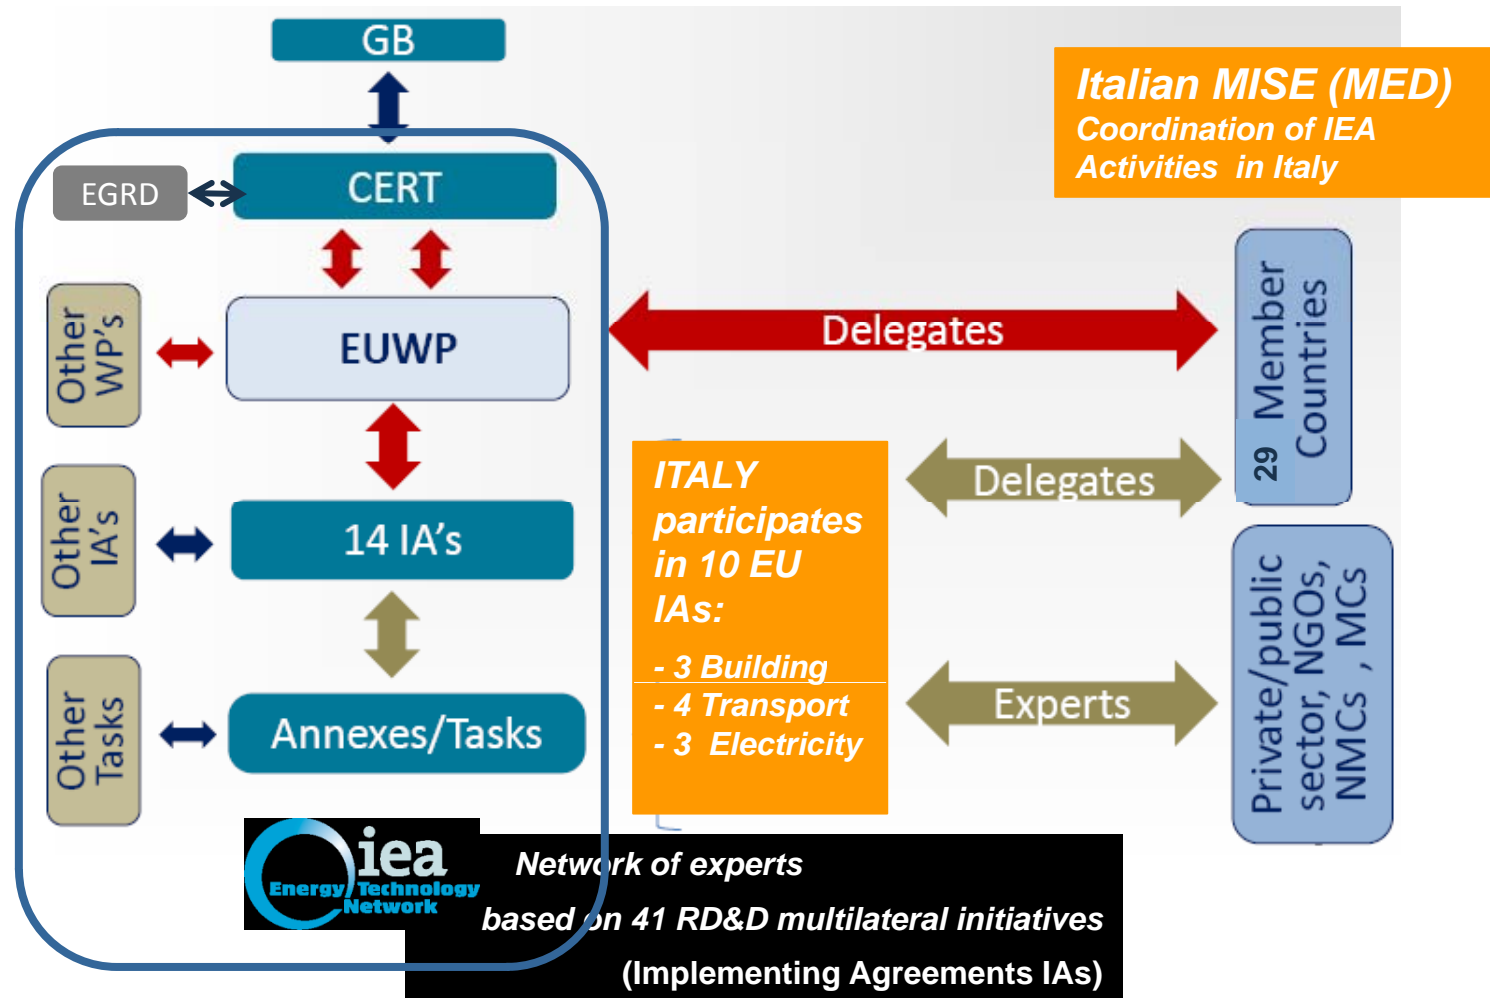 GB
Italian MISE (MED)
Coordination of IEA
Activities in Italy
EGRD
CERT
Other
WP's
EUWP
Delegates
29 Member
Countries
Other
IA's
14 IA's
ITALY
participates
in 10 EU
IAs:
- 3 Building
- 4 Transport
- 3 Electricity
Delegates
Private/public
sector, NGOs,
NMCs , MCs
Other
Tasks
Annexes/Tasks
Experts
iea
Energy Technology
Network
Network of experts
based on 41 RD&D multilateral initiatives
(Implementing Agreements IAs)